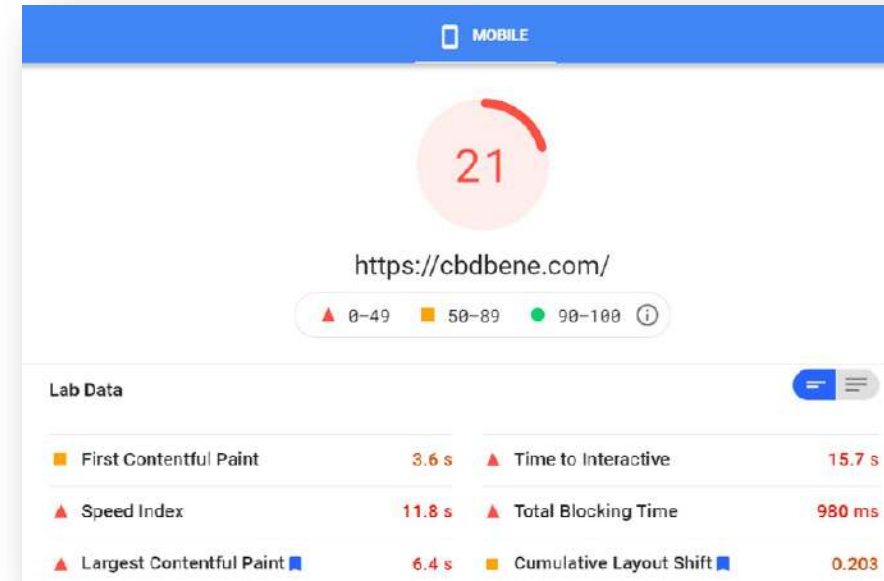 MOBILE
21
https://cbdbene.com/
0-49 50-89 90-100
Lab Data
First Contentful Paint 3.6 s Time to Interactive 15.7 s
Speed Index 11.8 s Total Blocking Time 980 ms
Largest Contentful Paint 6.4 s Cumulative Layout Shift 0.203